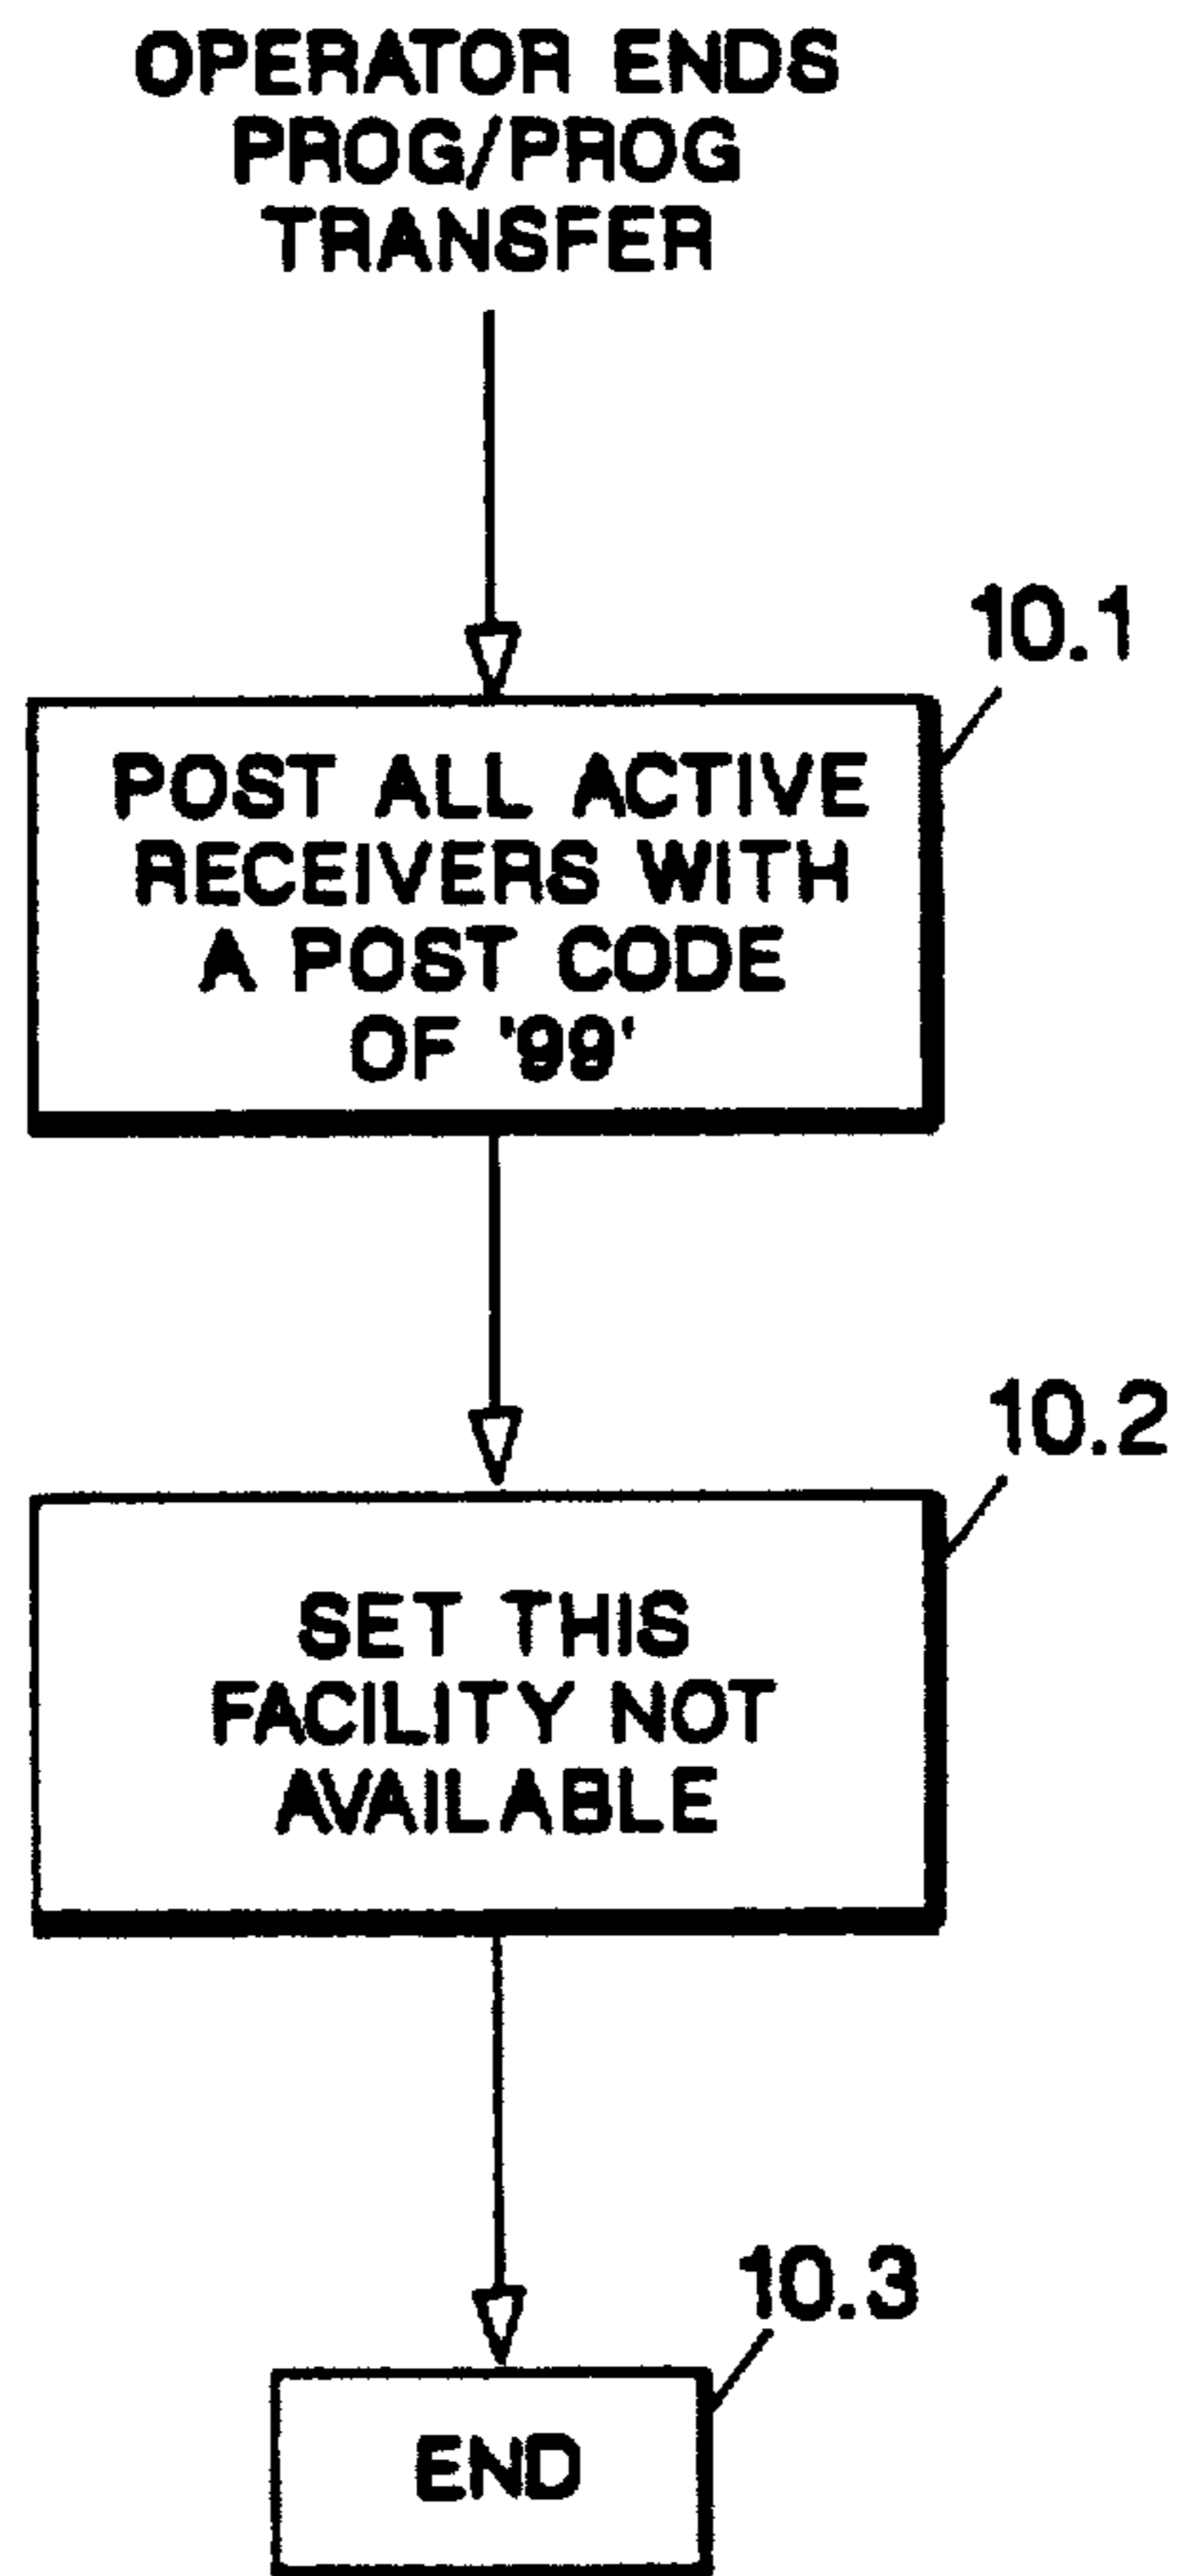 OPERATOR ENDS
PROG/PROG
TRANSFER
10.1
POST ALL ACTIVE
RECEIVERS WITH
A POST CODE
OF '99'
10.2
SET THIS
FACILITY NOT
AVAILABLE
10.3
END